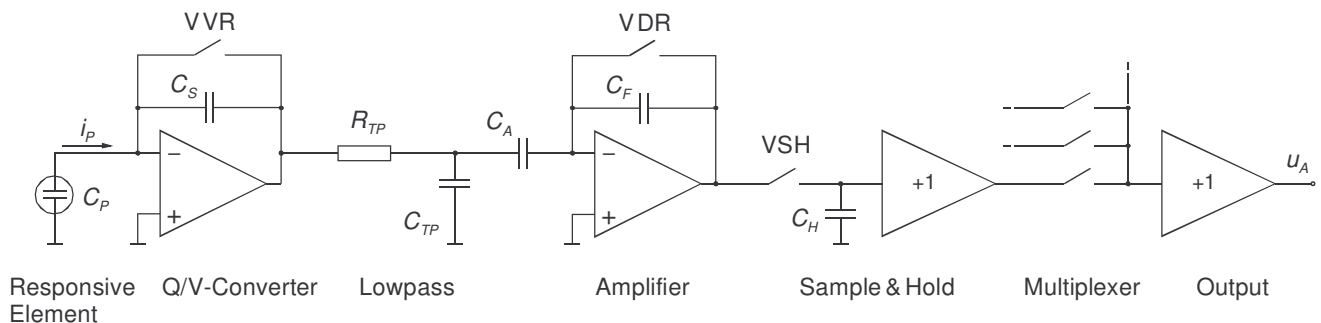 VVR
VDR
C_S
C_F
i_P
R_TP
C_A
VSH
u_A
−
−
+1
+1
C_P
+
C_TP
+
C_H
Responsive Element
Q/V-Converter
Lowpass
Amplifier
Sample & Hold
Multiplexer
Output